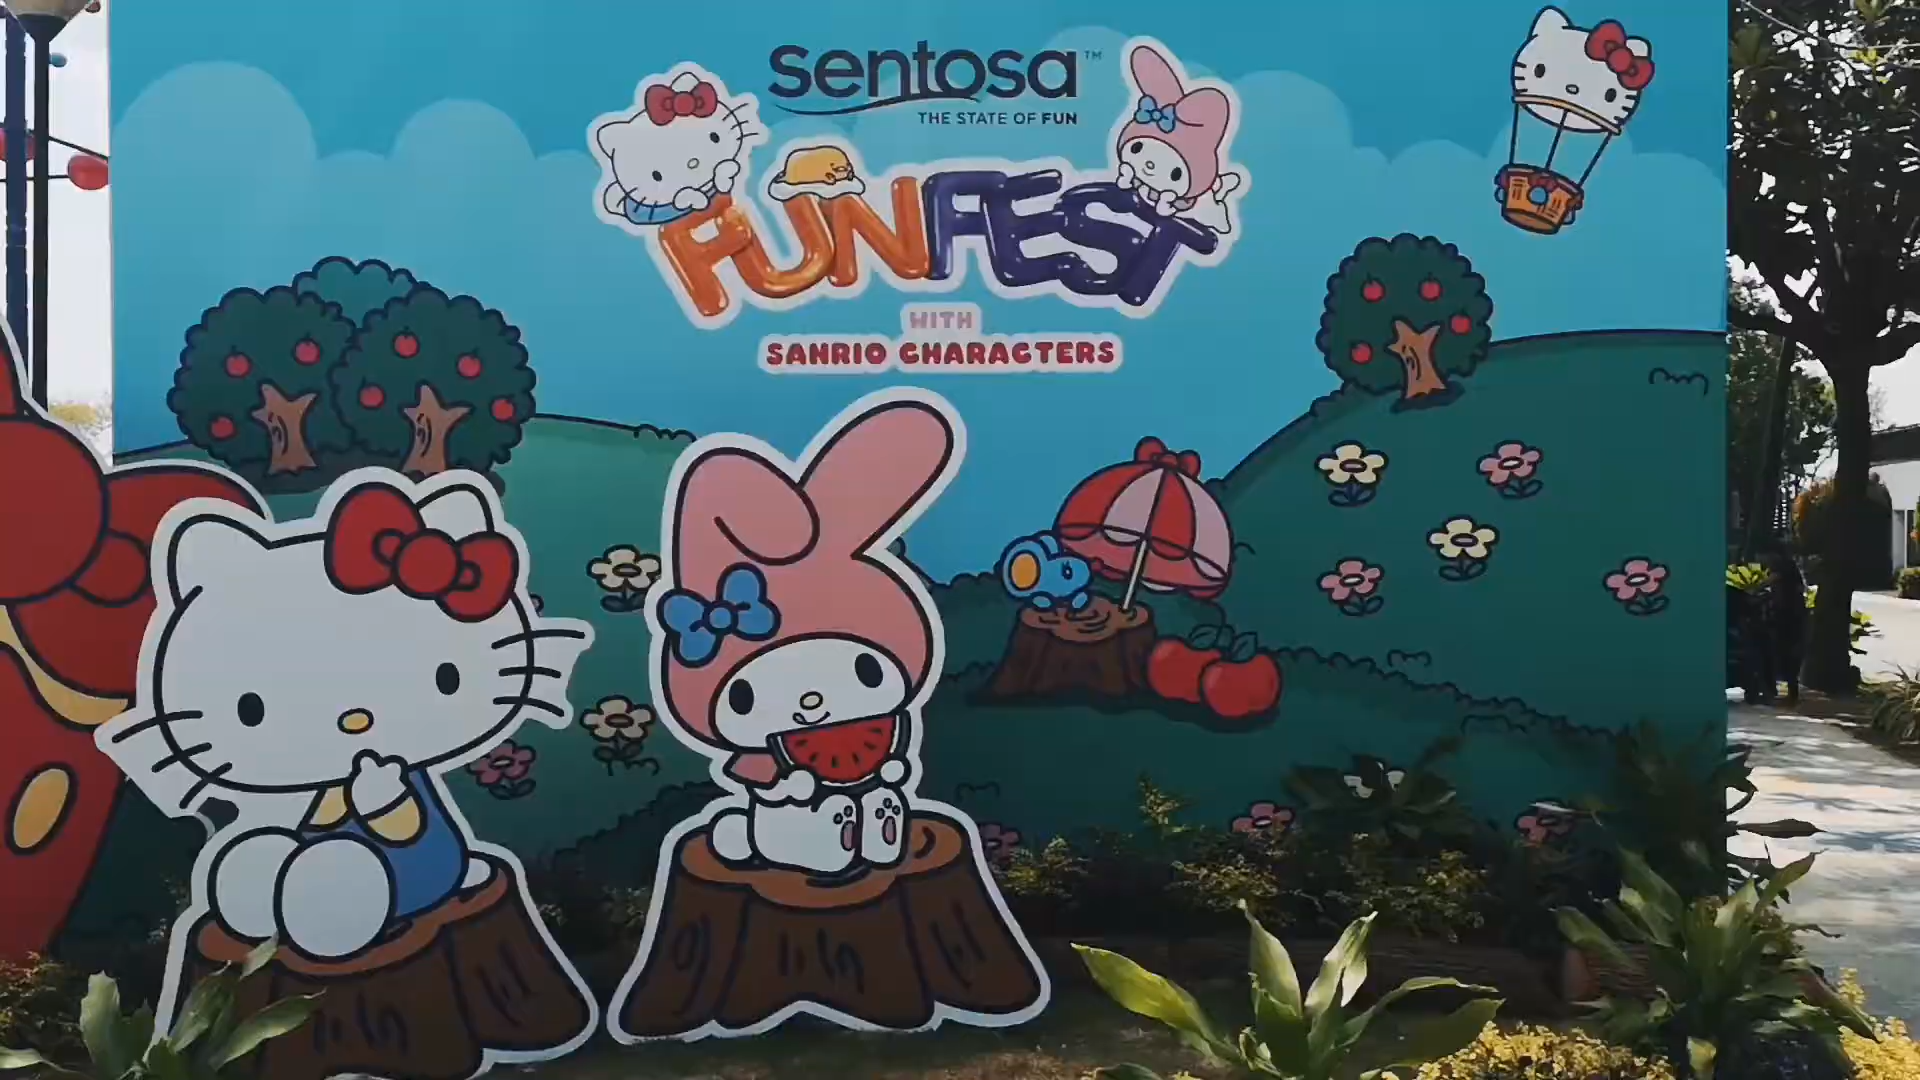 sentosa™
THE STATE OF FUN
FUNFEST
WITH
SANRIO CHARACTERS